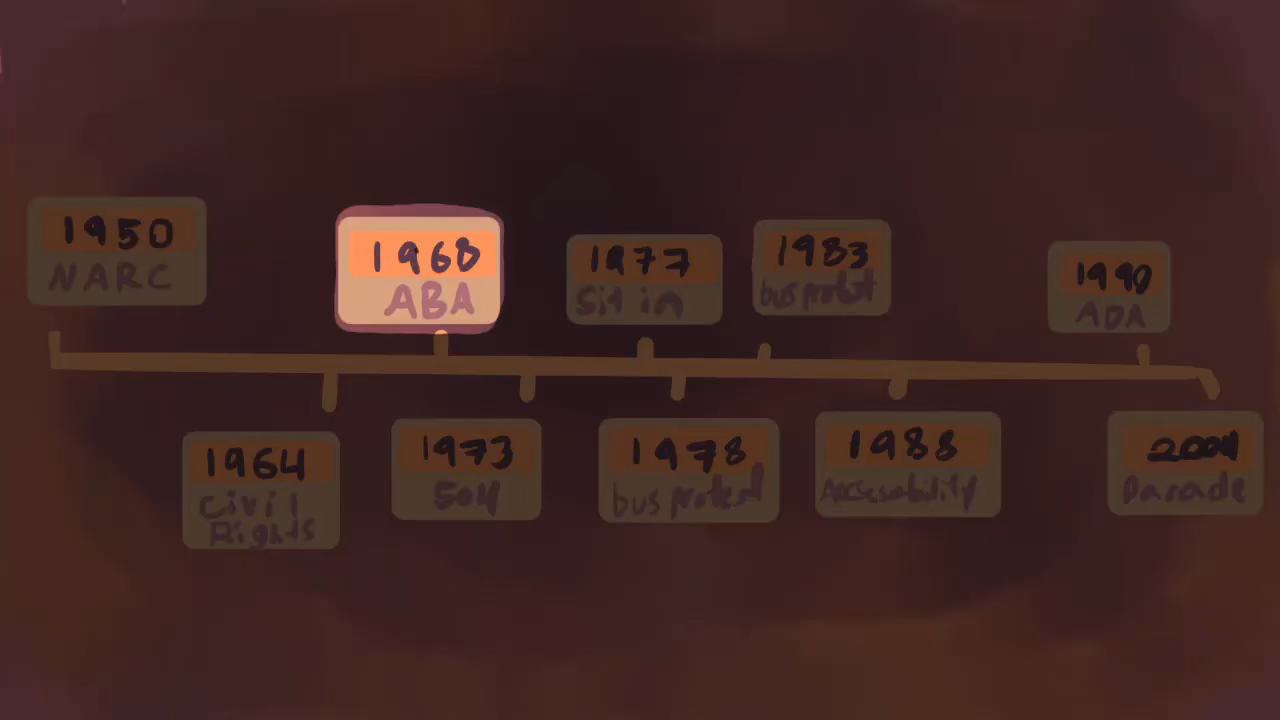 1950
NARC
1968
ABA
1977
Sit in
1983
bus protest
1990
ADA
1964
Civil
Rights
1973
504
1978
bus protest
1988
Accesability
2004
Parade